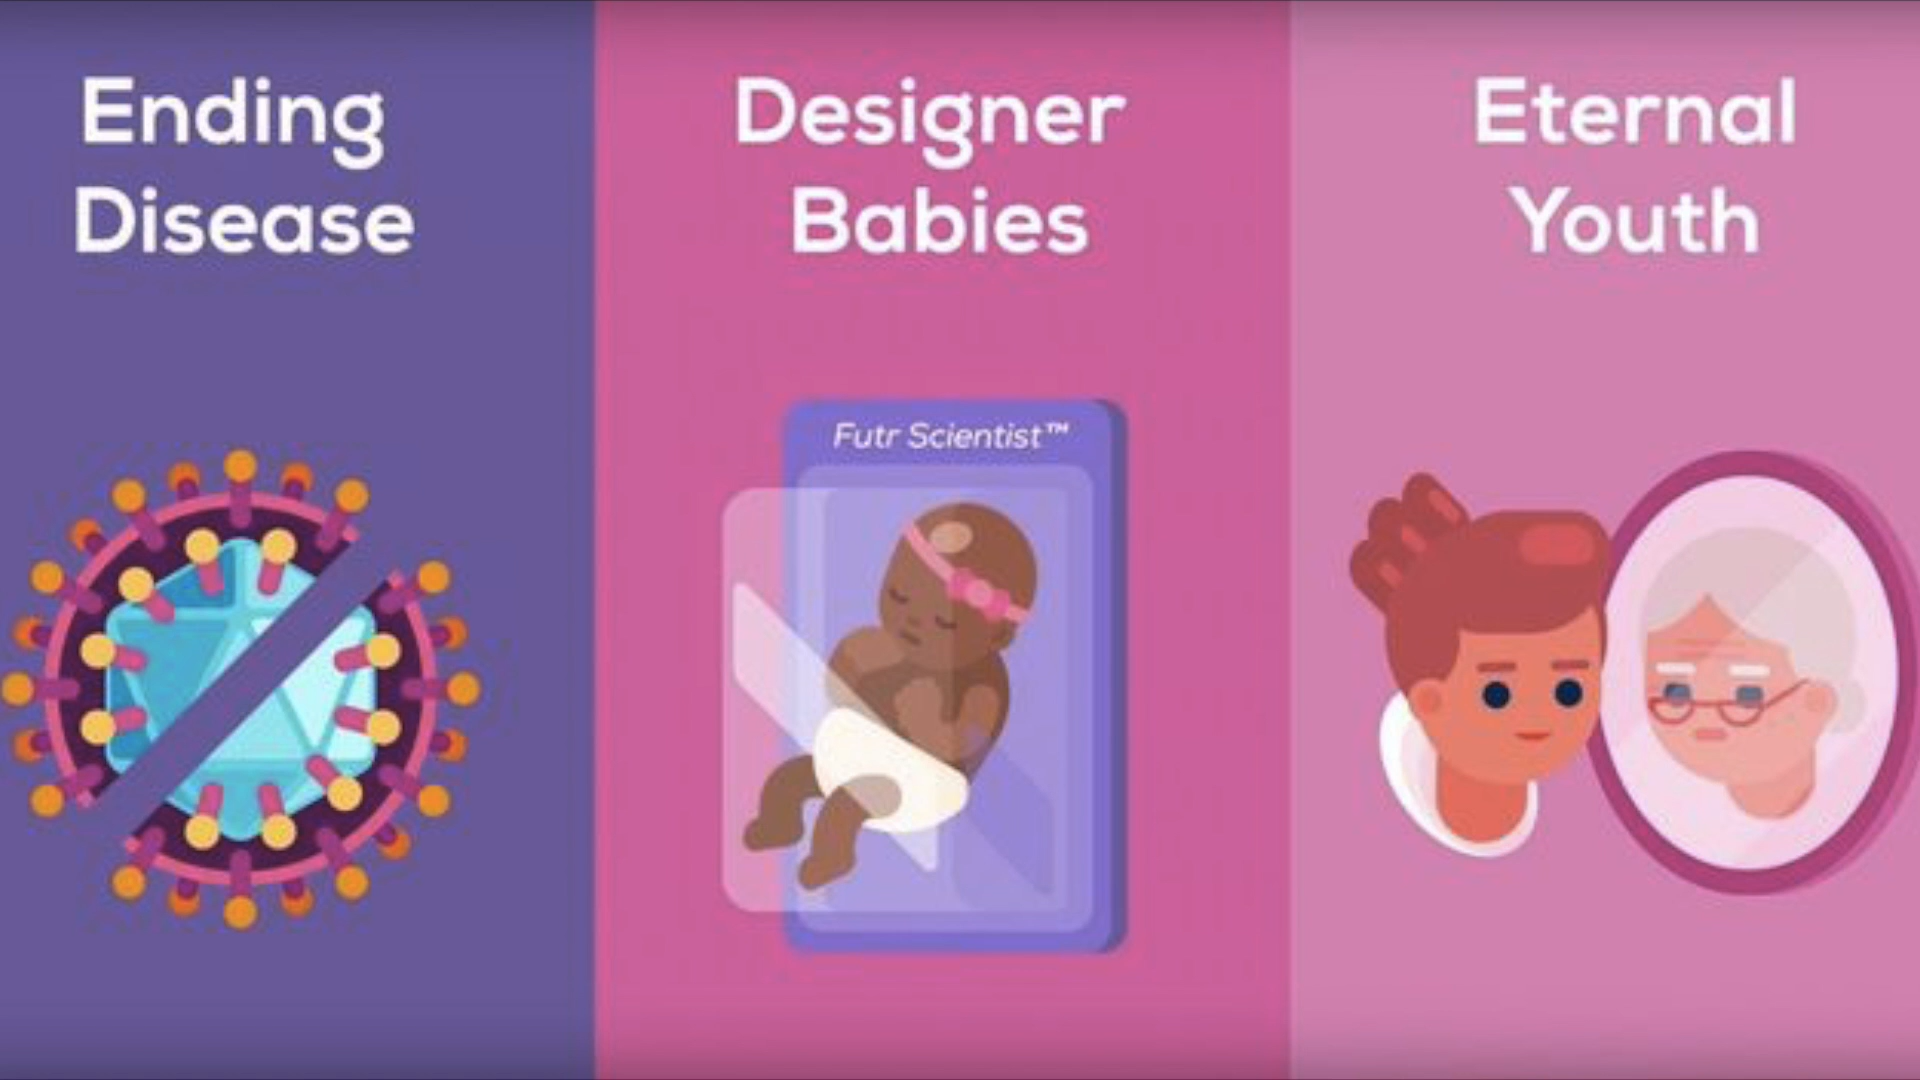 Ending
Disease
Designer
Babies
Futr Scientist™
Eternal
Youth